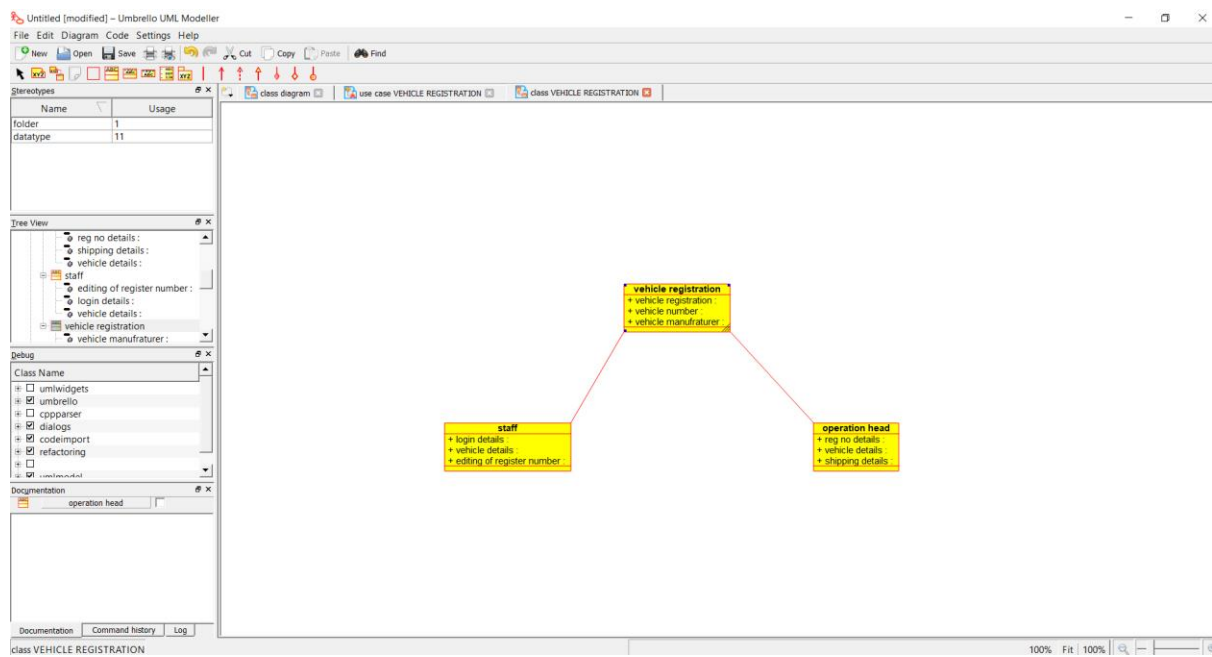 Untitled [modified] – Umbrello UML Modeller
File Edit Diagram Code Settings Help
New Open Save Cut Copy Paste Find
Stereotypes
class diagram use case VEHICLE REGISTRATION class VEHICLE REGISTRATION
Name Usage
folder 1
datatype 11
Tree View
reg no details :
shipping details :
vehicle details :
staff
editing of register number :
login details :
vehicle details :
vehicle registration
vehicle manufraturer :
vehicle registration
+ vehicle registration :
+ vehicle number :
+ vehicle manufraturer :
staff
+ login details :
+ vehicle details :
+ editing of register number :
operation head
+ reg no details :
+ vehicle details :
+ shipping details :
Debug
Class Name
umlwidgets
umbrello
cppparser
dialogs
codeimport
refactoring
umlmodel
Documentation
operation head
Documentation Command history Log
class VEHICLE REGISTRATION
100% Fit 100%